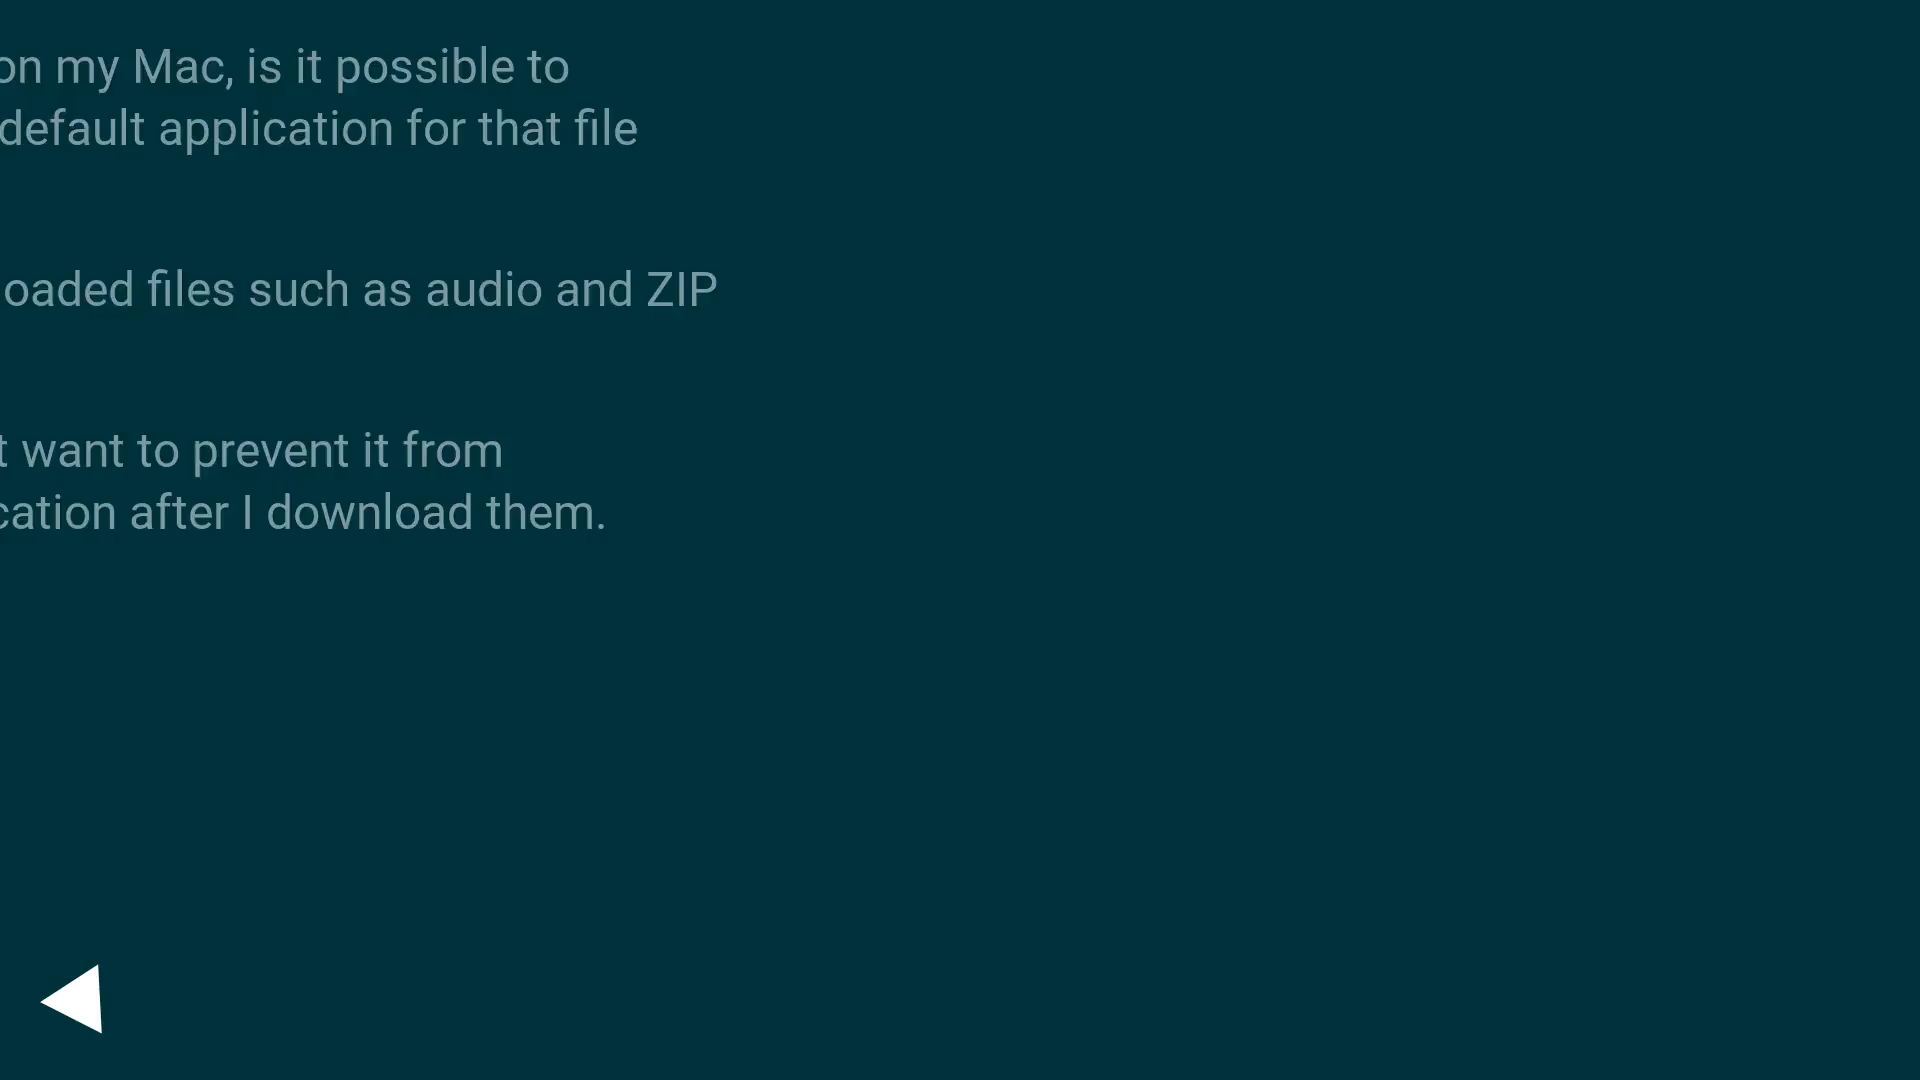 on my Mac, is it possible to
default application for that file
loaded files such as audio and ZIP
t want to prevent it from
cation after I download them.